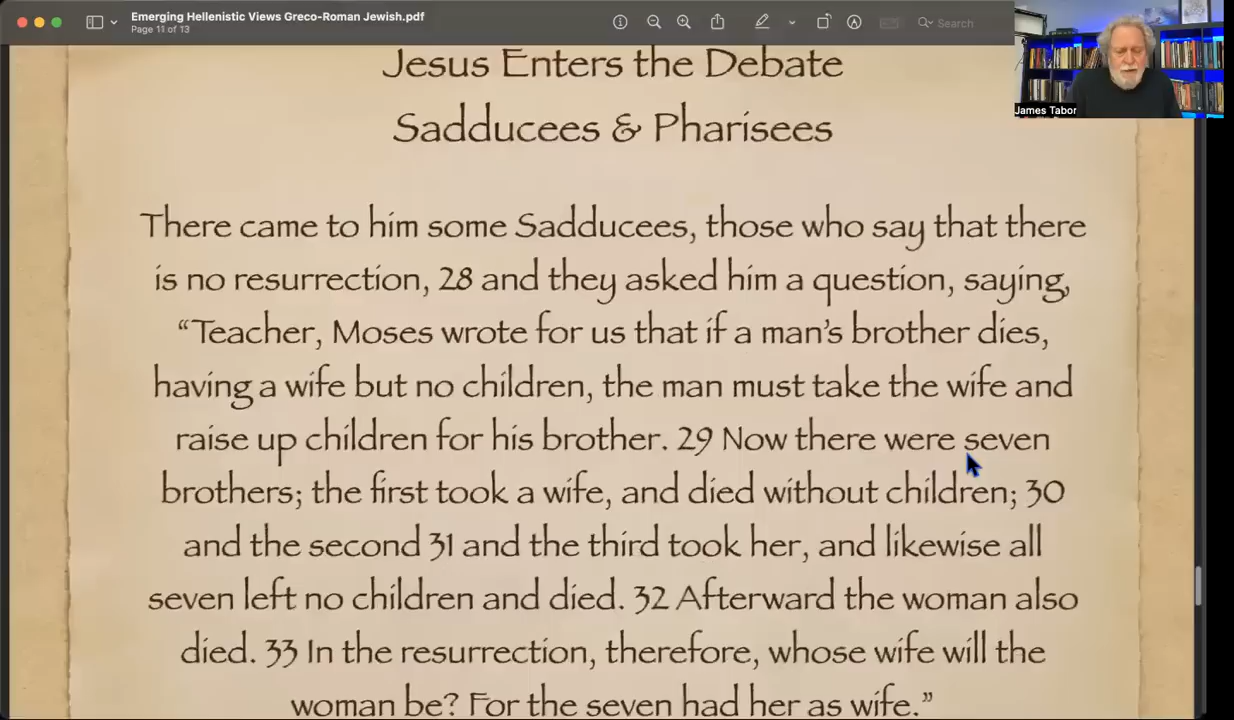 Emerging Hellenistic Views Greco-Roman Jewish.pdf
Page 11 of 13
Search
James Tabor
Jesus Enters the Debate
Sadducees & Pharisees
There came to him some Sadducees, those who say that there
is no resurrection, 28 and they asked him a question, saying,
“Teacher, Moses wrote for us that if a man’s brother dies,
having a wife but no children, the man must take the wife and
raise up children for his brother. 29 Now there were seven
brothers; the first took a wife, and died without children; 30
and the second 31 and the third took her, and likewise all
seven left no children and died. 32 Afterward the woman also
died. 33 In the resurrection, therefore, whose wife will the
woman be? For the seven had her as wife.”